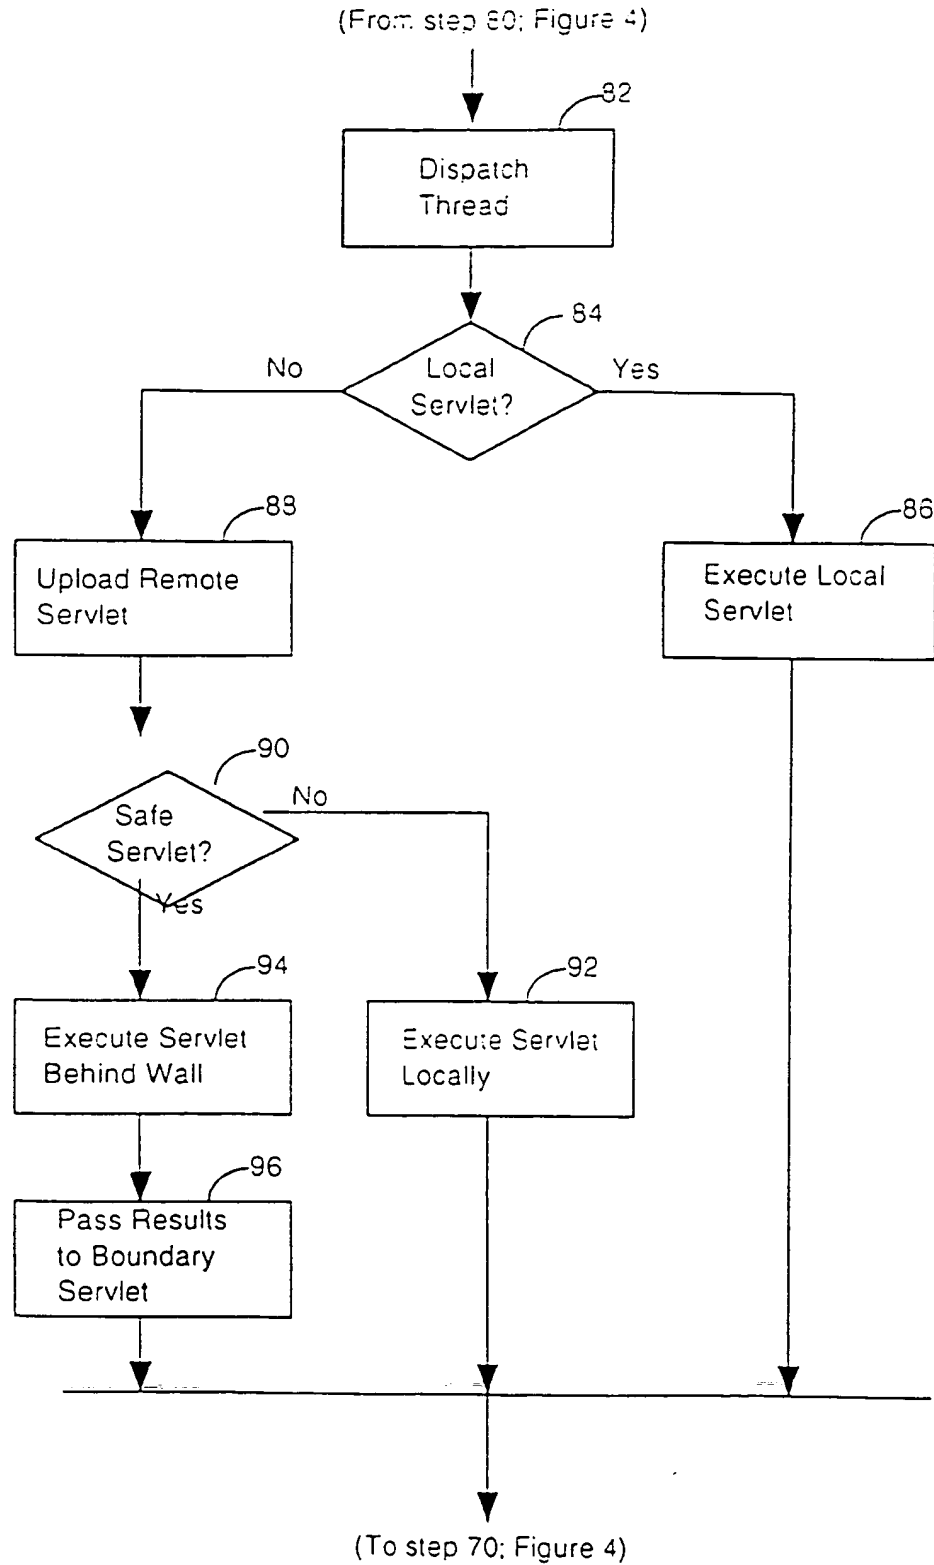 (From step 80; Figure 4)
82
Dispatch
Thread
84
No
Local
Servlet?
Yes
88
86
Upload Remote
Servlet
Execute Local
Servlet
90
No
Safe
Servlet?
Yes
94
92
Execute Servlet
Behind Wall
Execute Servlet
Locally
96
Pass Results
to Boundary
Servlet
(To step 70; Figure 4)